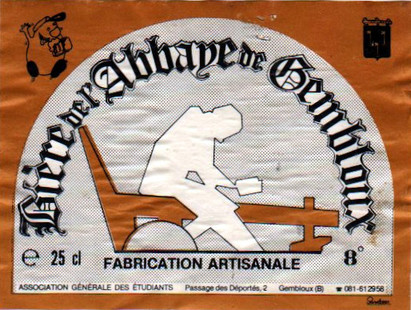 Bière de l'Abbaye de Gembloux
℮ 25 cl FABRICATION ARTISANALE 8°
ASSOCIATION GÉNÉRALE DES ÉTUDIANTS Passage des Déportés, 2 Gembloux (B) ☎ 081-612956